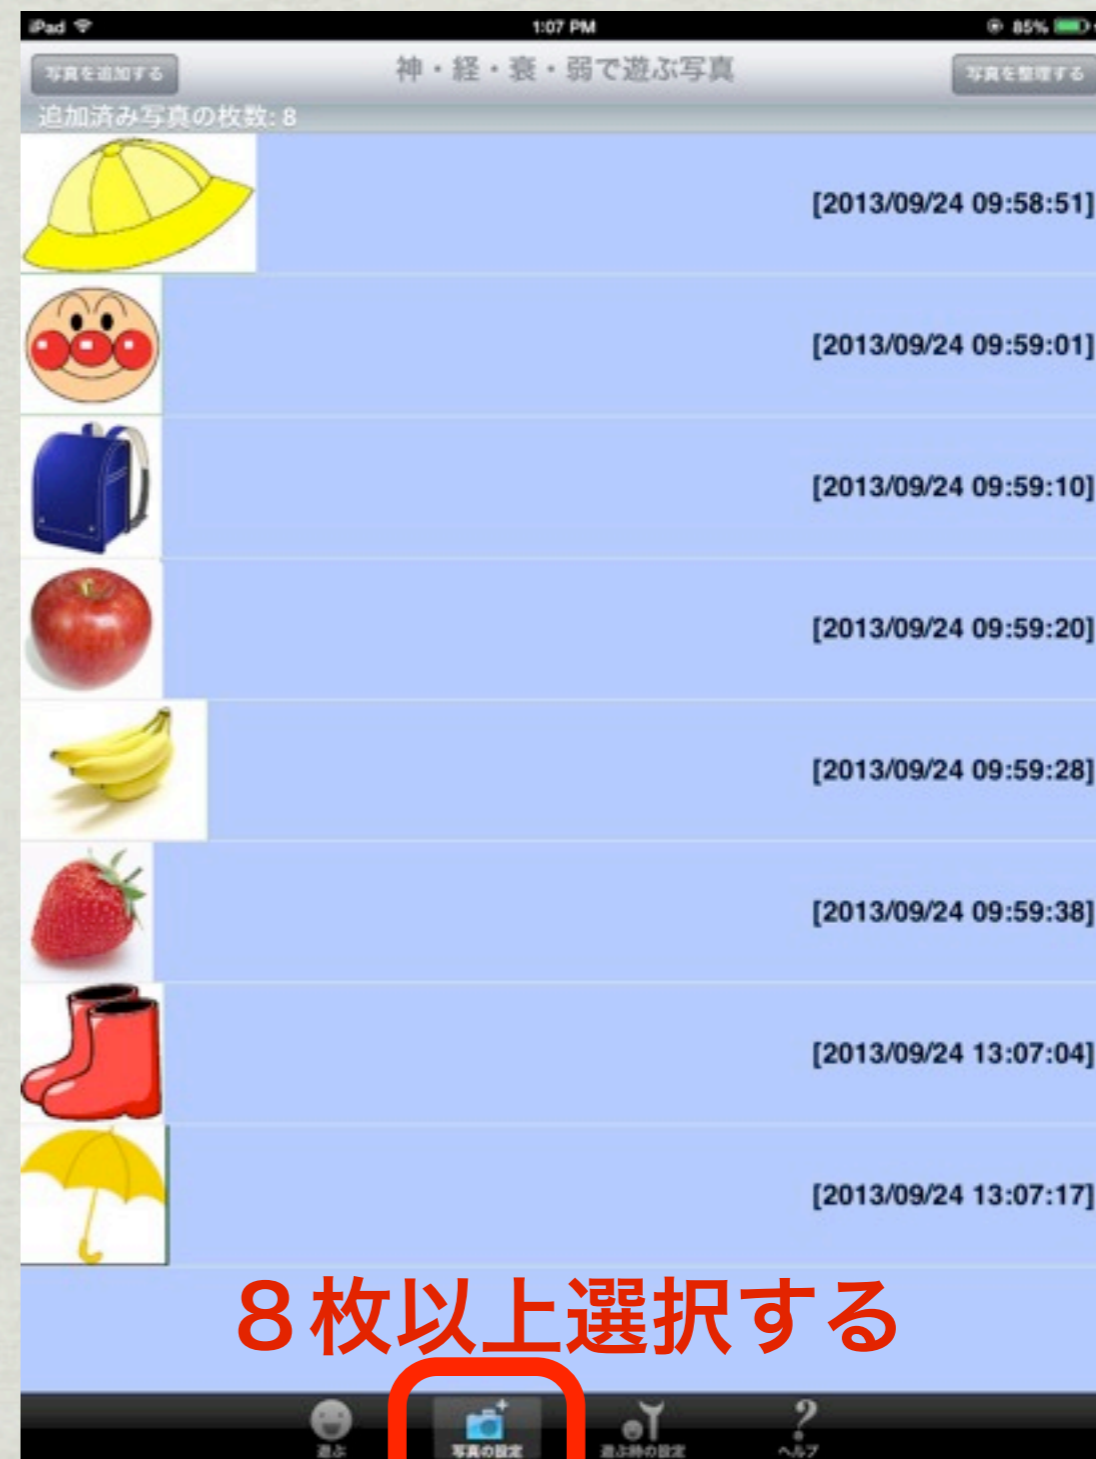 iPad 1:07 PM 85%
写真を追加する 神・経・衰・弱で遊ぶ写真 写真を整理する
追加済み写真の枚数: 8
[2013/09/24 09:58:51]
[2013/09/24 09:59:01]
[2013/09/24 09:59:10]
[2013/09/24 09:59:20]
[2013/09/24 09:59:28]
[2013/09/24 09:59:38]
[2013/09/24 13:07:04]
[2013/09/24 13:07:17]
８枚以上選択する
遊ぶ 写真の設定 遊ぶ時の設定 ヘルプ